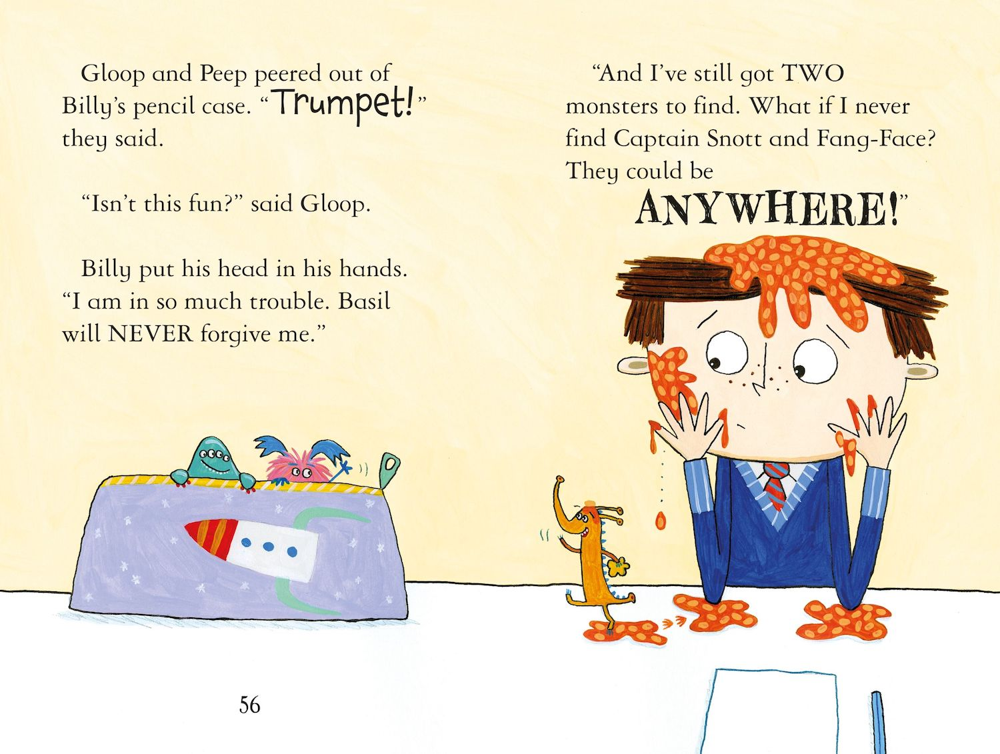 Gloop and Peep peered out of
Billy’s pencil case. “Trumpet!”
they said.
“Isn’t this fun?” said Gloop.
Billy put his head in his hands.
“I am in so much trouble. Basil
will NEVER forgive me.”
56
“And I’ve still got TWO
monsters to find. What if I never
find Captain Snott and Fang-Face?
They could be
ANYWHERE!”